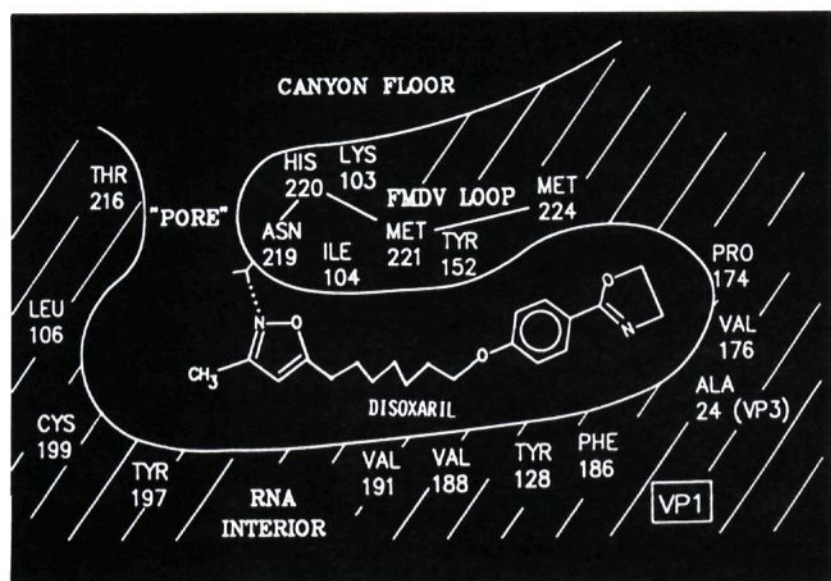 CANYON FLOOR
THR
216
"PORE"
HIS
220
LYS
103
FMDV LOOP
MET
224
ASN
219
ILE
104
MET
221
TYR
152
PRO
174
LEU
106
N
O
CH3
O
O
N
VAL
176
DISOXARIL
ALA
24 (VP3)
CYS
199
TYR
197
RNA
INTERIOR
VAL
191
VAL
188
TYR
128
PHE
186
VP1